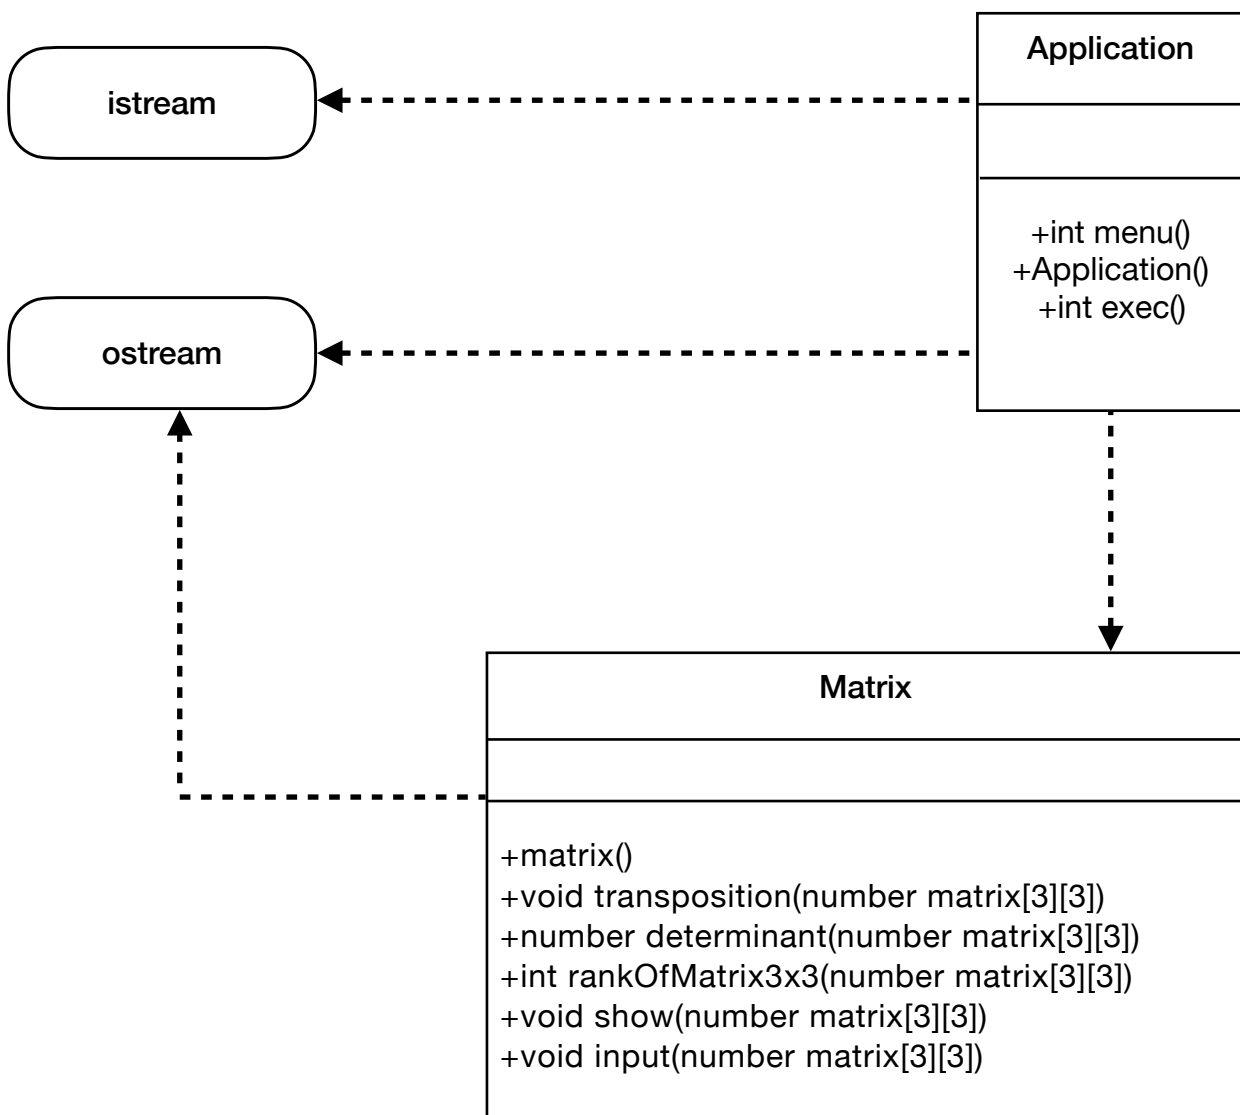 istream
Application
+int menu()
+Application()
+int exec()
ostream
Matrix
+matrix()
+void transposition(number matrix[3][3])
+number determinant(number matrix[3][3])
+int rankOfMatrix3x3(number matrix[3][3])
+void show(number matrix[3][3])
+void input(number matrix[3][3])